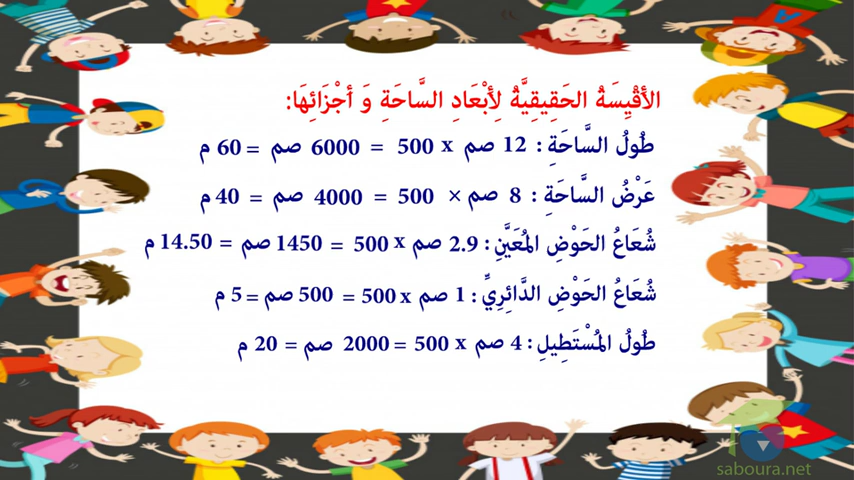 الأقْيِسَةُ الحَقِيقِيَّةُ لِأَبْعَادِ السَّاحَةِ وَ أجْزَائِهَا:
طُولُ السَّاحَةِ : 12 صم x 500 = 6000 صم = 60 م
عَرْضُ السَّاحَةِ : 8 صم × 500 = 4000 صم = 40 م
شُعَاعُ الحَوْضِ المُعَيَّنِ : 2.9 صم x 500 = 1450 صم = 14.50 م
شُعَاعُ الحَوْضِ الدَّائِرِيِّ : 1 صم x 500 = 500 صم = 5 م
طُولُ المُسْتَطِيلِ : 4 صم x 500 = 2000 صم = 20 م
saboura.net